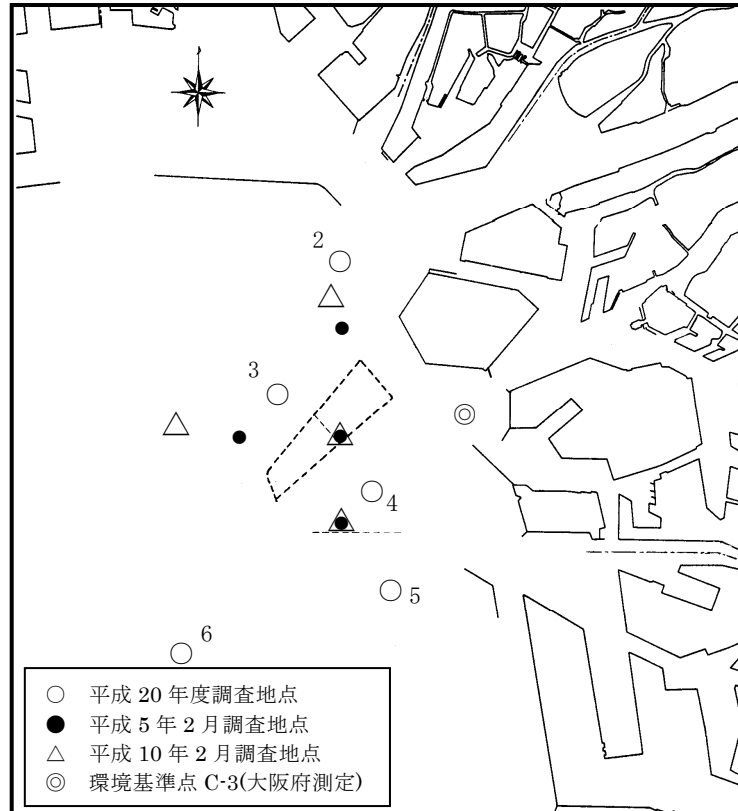 2
3
4
5
6
○ 平成 20 年度調査地点
● 平成 5 年 2 月調査地点
△ 平成 10 年 2 月調査地点
◎ 環境基準点 C-3(大阪府測定)